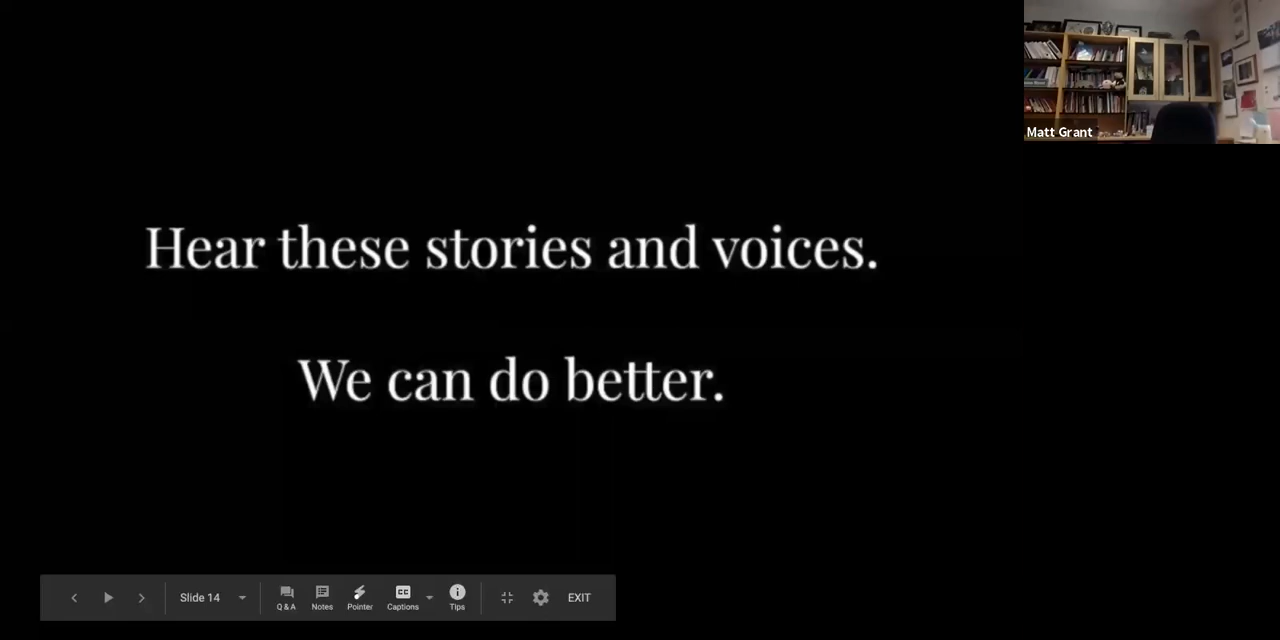 Matt Grant
Hear these stories and voices.
We can do better.
Slide 14
Q & A
Notes
Pointer
CC
Captions
Tips
EXIT